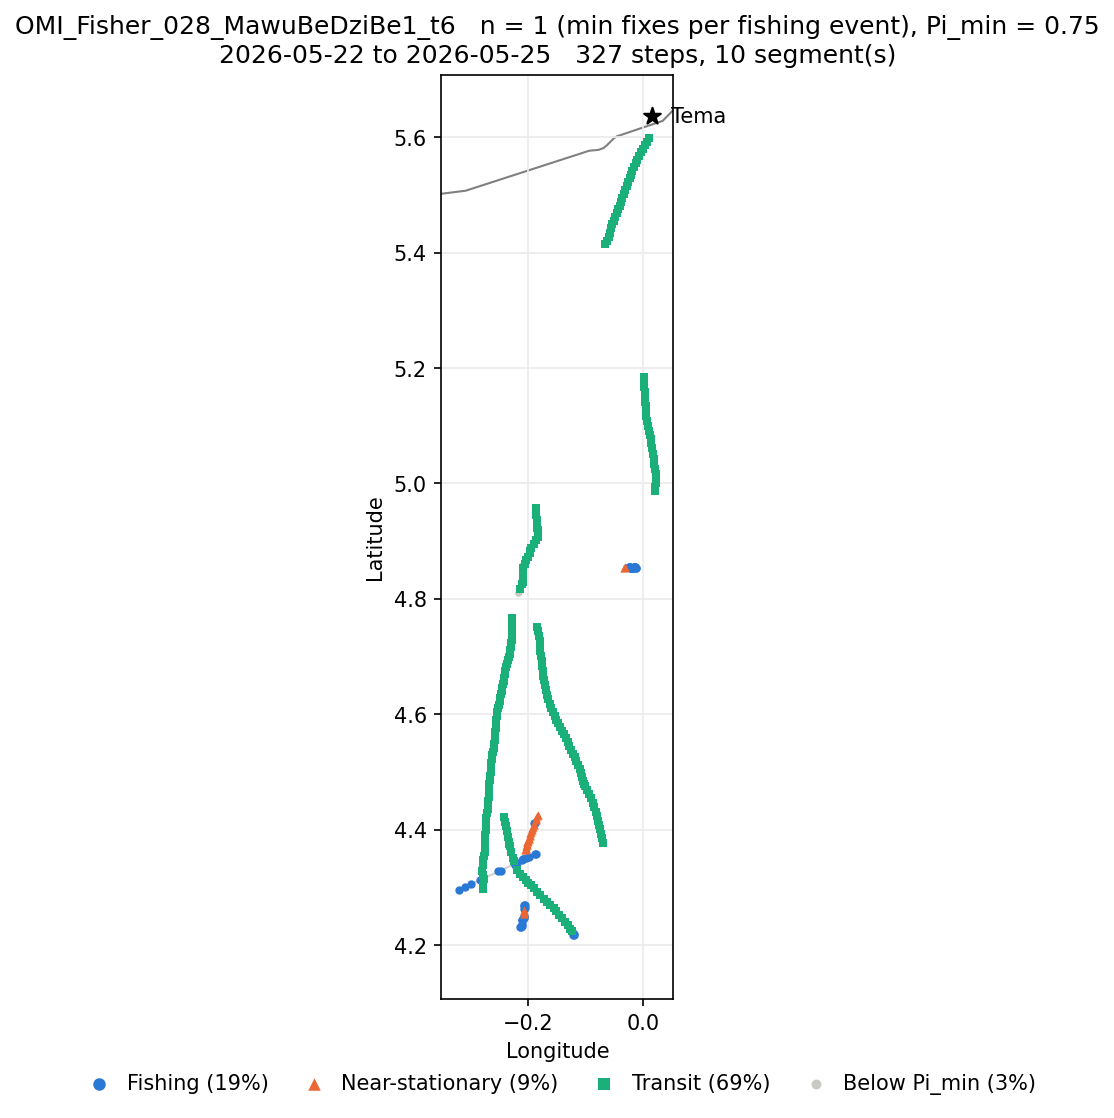 OMI_Fisher_028_MawuBeDziBe1_t6   n = 1 (min fixes per fishing event), Pi_min = 0.75
2026-05-22 to 2026-05-25   327 steps, 10 segment(s)
Tema
5.6
5.4
5.2
5.0
4.8
4.6
4.4
4.2
Latitude
−0.2 0.0
Longitude
Fishing (19%) Near-stationary (9%) Transit (69%) Below Pi_min (3%)